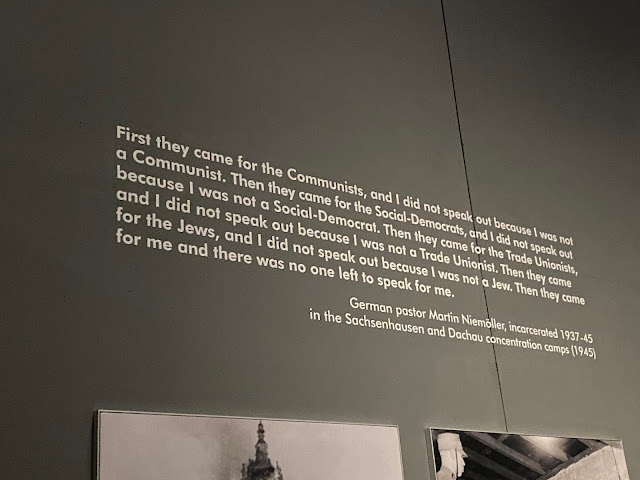 First they came for the Communists, and I did not speak out because I was not
a Communist. Then they came for the Social-Democrats, and I did not speak out
because I was not a Social-Democrat. Then they came for the Trade Unionists,
and I did not speak out because I was not a Trade Unionist. Then they came
for the Jews, and I did not speak out because I was not a Jew. Then they came
for me and there was no one left to speak for me.
German pastor Martin Niemöller, incarcerated 1937-45
in the Sachsenhausen and Dachau concentration camps (1945)